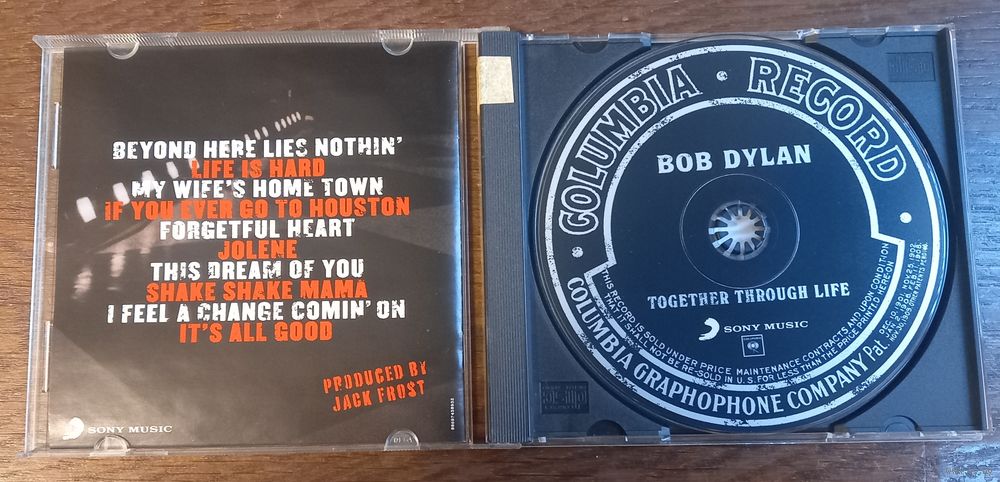 BEYOND HERE LIES NOTHIN'
LIFE IS HARD
MY WIFE'S HOME TOWN
IF YOU EVER GO TO HOUSTON
FORGETFUL HEART
JOLENE
THIS DREAM OF YOU
SHAKE SHAKE MAMA
I FEEL A CHANGE COMIN' ON
IT'S ALL GOOD
PRODUCED BY
JACK FROST
SONY MUSIC
COLUMBIA · RECORD
BOB DYLAN
TOGETHER THROUGH LIFE
SONY MUSIC
THIS RECORD IS SOLD UNDER PRICE MAINTENANCE CONTRACTS AND UPON CONDITION
THAT IT SHALL NOT BE RE-SOLD IN U.S. FOR LESS THAN THE PRICE PRINTED HEREON
COLUMBIA GRAPHOPHONE COMPANY Pat.